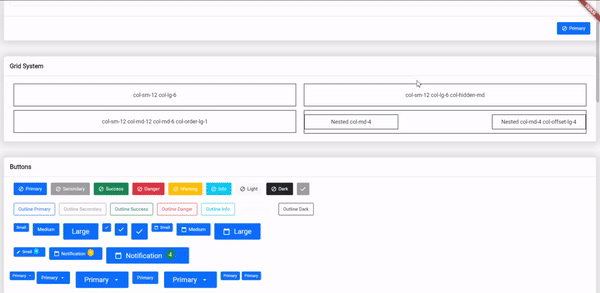 Primary
Grid System
col-sm-12 col-lg-6
col-sm-12 col-lg-6 col-hidden-md
col-sm-12 col-md-12 col-md-6 col-order-lg-1
Nested col-md-4
Nested col-md-4 col-offset-lg-4
Buttons
Primary Secondary Success Danger Warning Info Light Dark
Outline Primary Outline Secondary Outline Success Outline Danger Outline Info Outline Dark
Small Medium Large Small Medium Large
Small Notification Notification 4
Primary Primary Primary Primary Primary Primary Primary